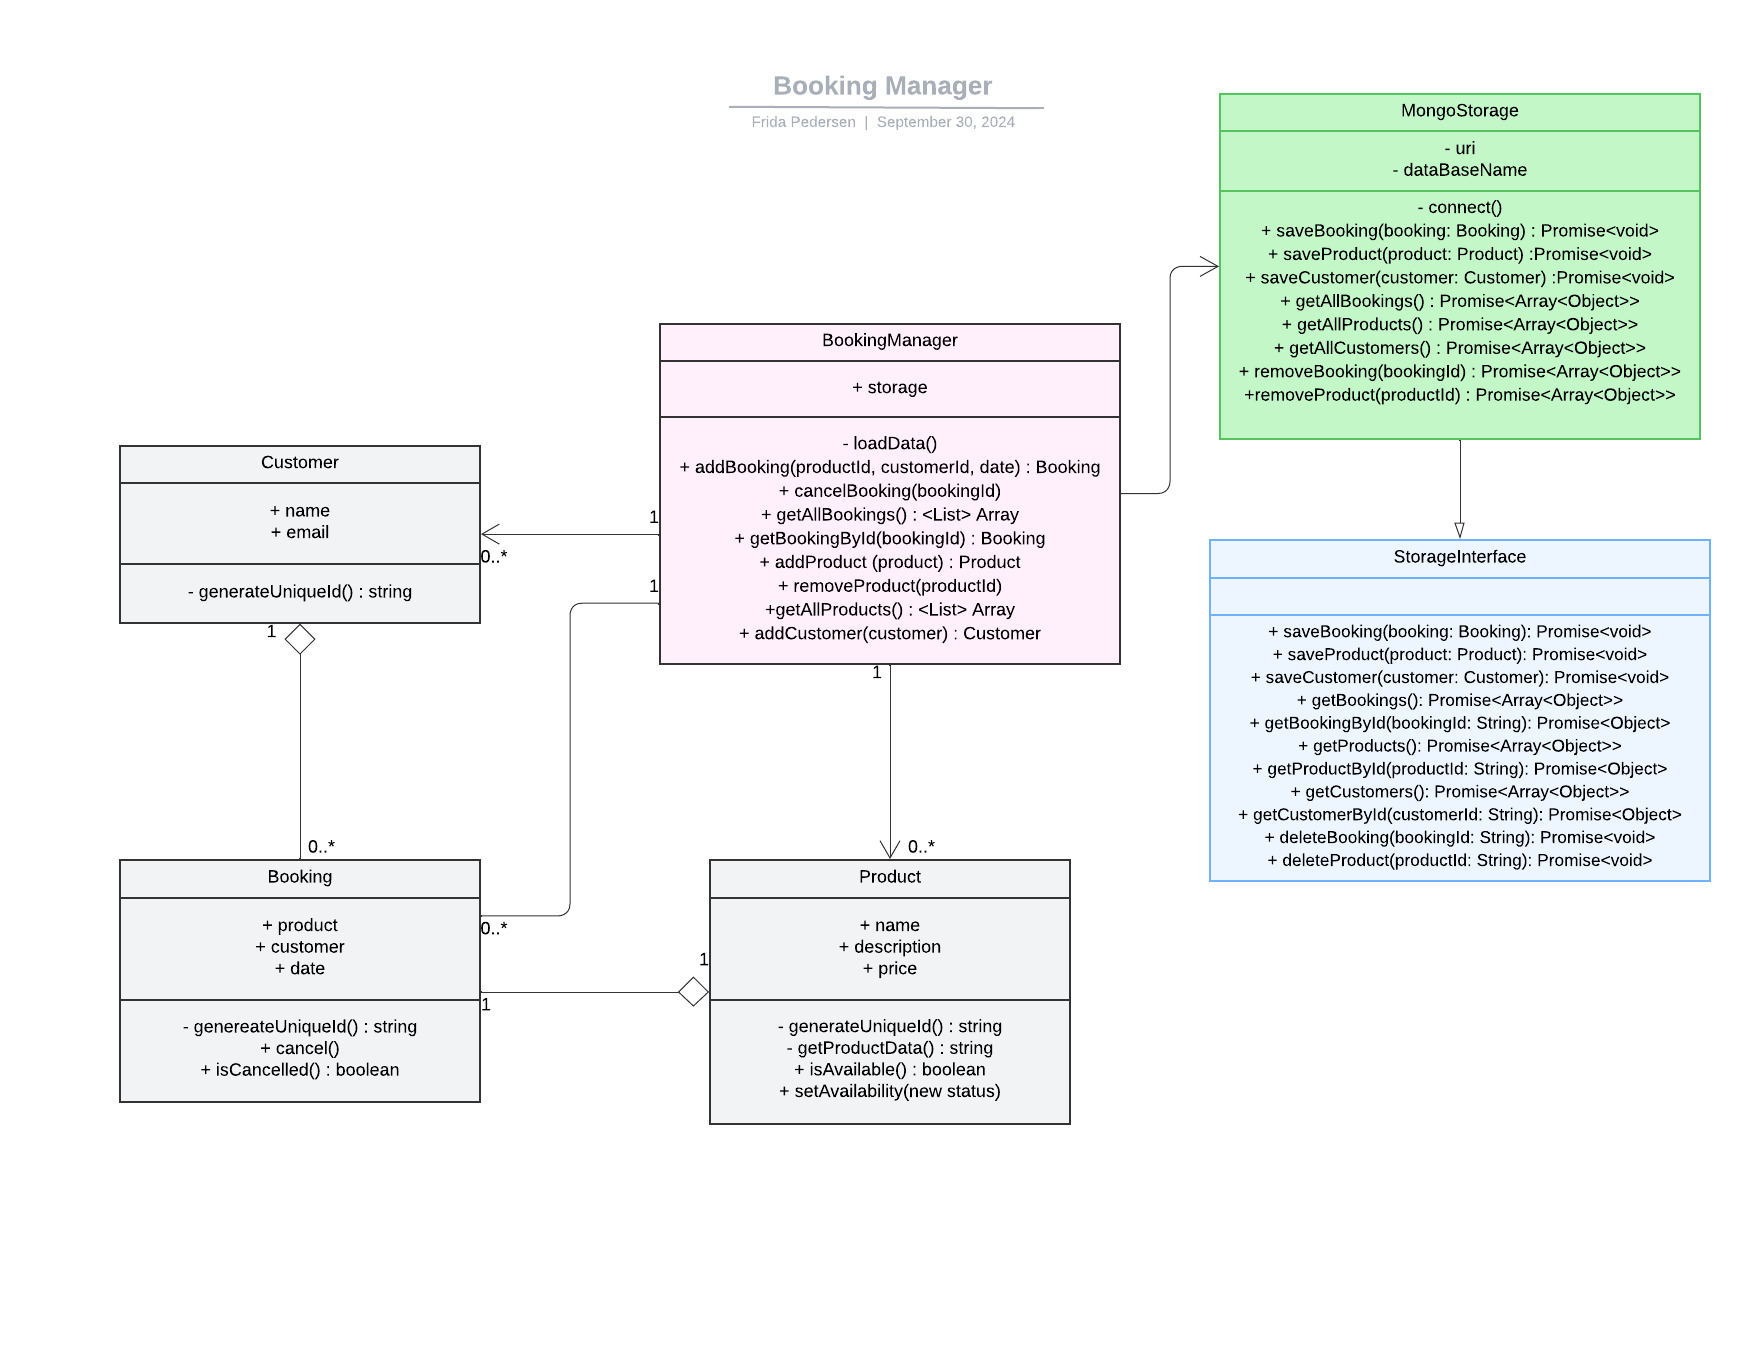 Booking Manager
Frida Pedersen | September 30, 2024
MongoStorage
- uri
- dataBaseName
- connect()
+ saveBooking(booking: Booking) : Promise<void>
+ saveProduct(product: Product) :Promise<void>
+ saveCustomer(customer: Customer) :Promise<void>
+ getAllBookings() : Promise<Array<Object>>
+ getAllProducts() : Promise<Array<Object>>
+ getAllCustomers() : Promise<Array<Object>>
+ removeBooking(bookingId) : Promise<Array<Object>>
+removeProduct(productId) : Promise<Array<Object>>
BookingManager
+ storage
- loadData()
+ addBooking(productId, customerId, date) : Booking
+ cancelBooking(bookingId)
+ getAllBookings() : <List> Array
+ getBookingById(bookingId) : Booking
+ addProduct (product) : Product
+ removeProduct(productId)
+getAllProducts() : <List> Array
+ addCustomer(customer) : Customer
1
0..*
1
1
0..*
0..*
Customer
+ name
+ email
- generateUniqueId() : string
1
0..*
StorageInterface
+ saveBooking(booking: Booking): Promise<void>
+ saveProduct(product: Product): Promise<void>
+ saveCustomer(customer: Customer): Promise<void>
+ getBookings(): Promise<Array<Object>>
+ getBookingById(bookingId: String): Promise<Object>
+ getProducts(): Promise<Array<Object>>
+ getProductById(productId: String): Promise<Object>
+ getCustomers(): Promise<Array<Object>>
+ getCustomerById(customerId: String): Promise<Object>
+ deleteBooking(bookingId: String): Promise<void>
+ deleteProduct(productId: String): Promise<void>
Booking
+ product
+ customer
+ date
- genereateUniqueId() : string
+ cancel()
+ isCancelled() : boolean
1
1
Product
+ name
+ description
+ price
- generateUniqueId() : string
- getProductData() : string
+ isAvailable() : boolean
+ setAvailability(new status)